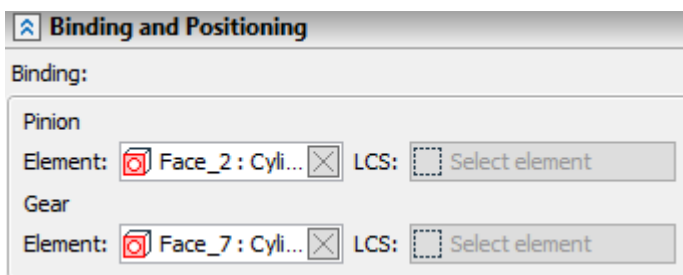 Binding and Positioning
Binding:
Pinion
Element: Face_2 : Cyli... LCS: Select element
Gear
Element: Face_7 : Cyli... LCS: Select element